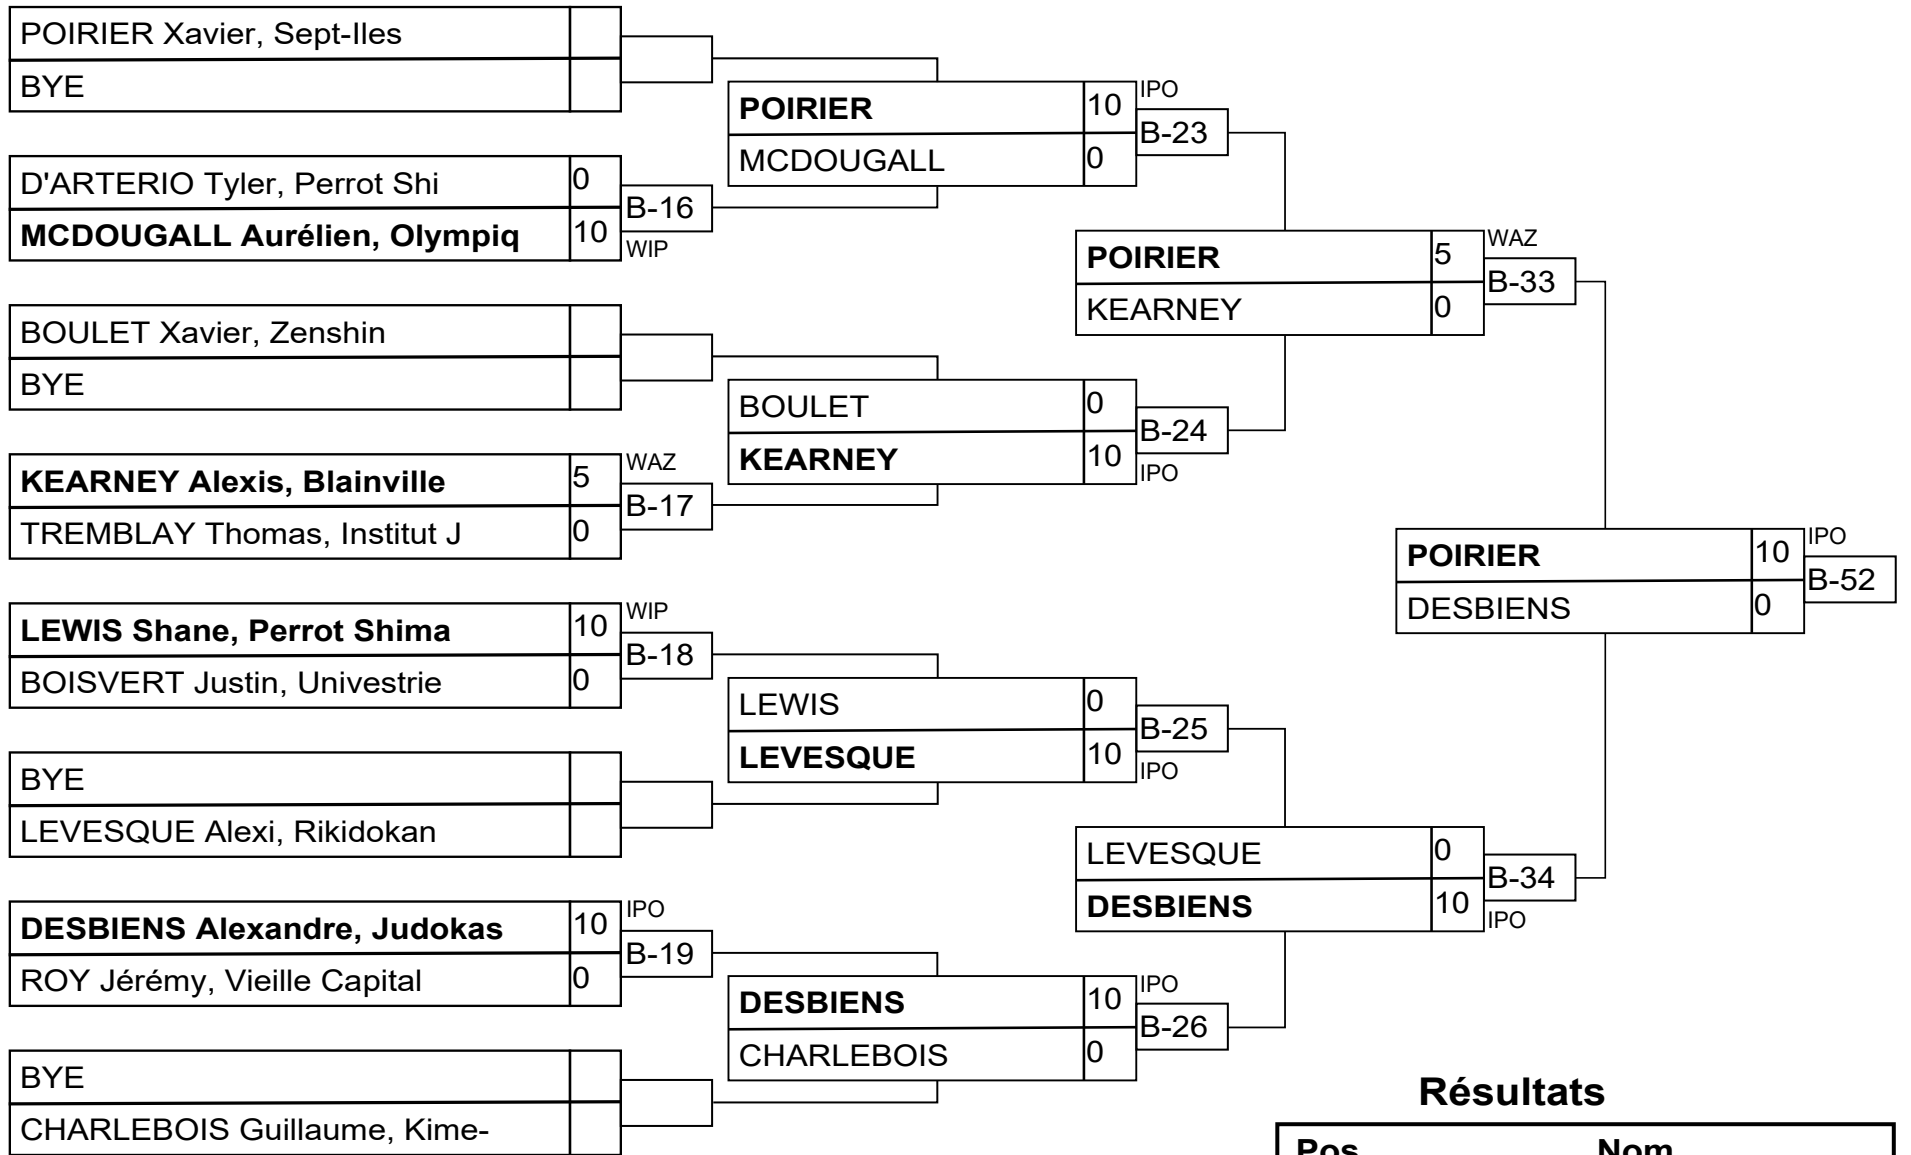 POIRIER Xavier, Sept-Iles
BYE
D'ARTERIO Tyler, Perrot Shi 0
B-16
MCDOUGALL Aurélien, Olympiq 10
WIP
BOULET Xavier, Zenshin
BYE
KEARNEY Alexis, Blainville 5 WAZ
B-17
TREMBLAY Thomas, Institut J 0
LEWIS Shane, Perrot Shima 10 WIP
B-18
BOISVERT Justin, Univestrie 0
BYE
LEVESQUE Alexi, Rikidokan
DESBIENS Alexandre, Judokas 10 IPO
B-19
ROY Jérémy, Vieille Capital 0
BYE
CHARLEBOIS Guillaume, Kime-
POIRIER 10 IPO
B-23
MCDOUGALL 0
BOULET 0
B-24
KEARNEY 10
IPO
LEWIS 0
B-25
LEVESQUE 10
IPO
DESBIENS 10 IPO
B-26
CHARLEBOIS 0
POIRIER 5 WAZ
B-33
KEARNEY 0
LEVESQUE 0
B-34
DESBIENS 10
IPO
POIRIER 10 IPO
B-52
DESBIENS 0
Résultats
Pos Nom